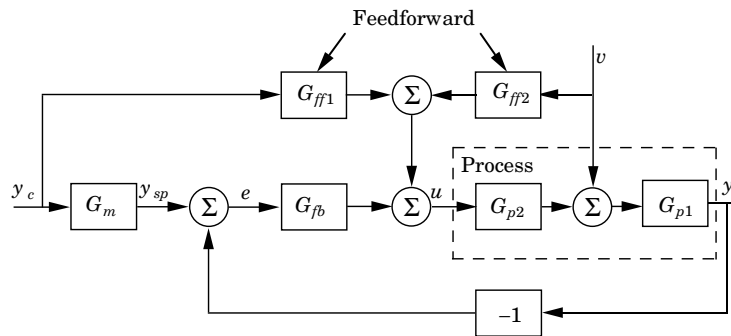 Feedforward
v
G_ff1
Σ
G_ff2
Process
y_c
G_m
y_sp
Σ
e
G_fb
Σ
u
G_p2
Σ
G_p1
y
−1